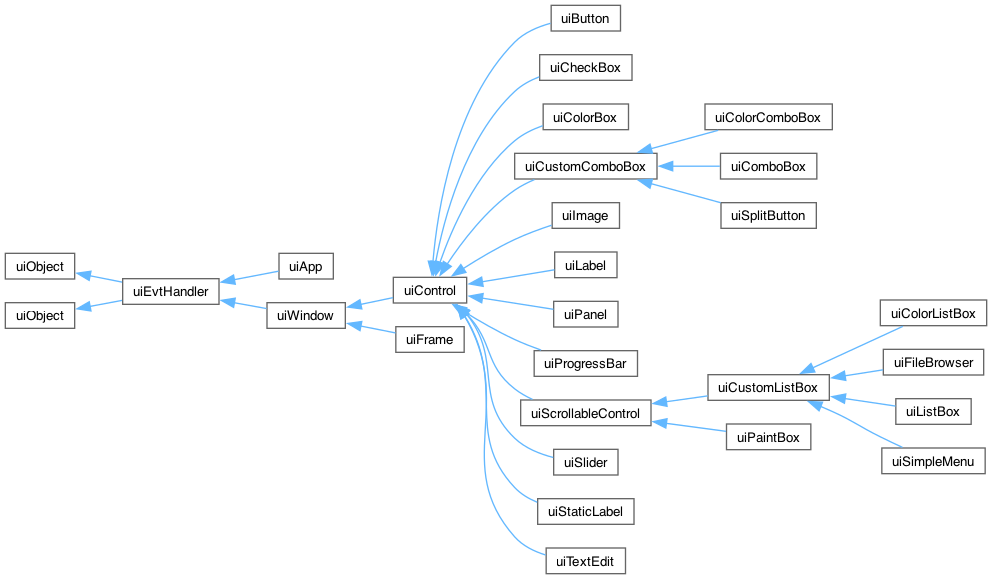 uiButton
uiCheckBox
uiColorBox
uiColorComboBox
uiCustomComboBox
uiComboBox
uiImage
uiSplitButton
uiObject
uiApp
uiLabel
uiEvtHandler
uiControl
uiObject
uiWindow
uiPanel
uiColorListBox
uiFrame
uiProgressBar
uiFileBrowser
uiCustomListBox
uiScrollableControl
uiListBox
uiPaintBox
uiSlider
uiSimpleMenu
uiStaticLabel
uiTextEdit